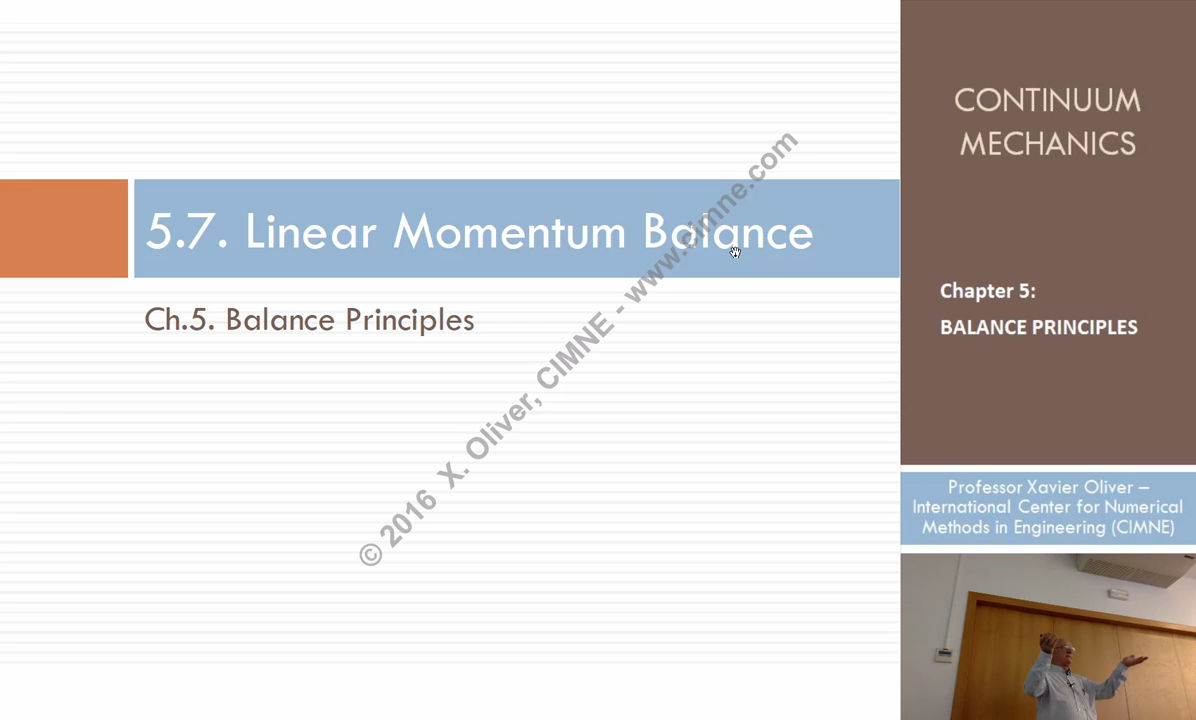 5.7. Linear Momentum Balance
Ch.5. Balance Principles
© 2016 X. Oliver, CIMNE - www.cimne.com
CONTINUUM
MECHANICS
Chapter 5:
BALANCE PRINCIPLES
Professor Xavier Oliver –
International Center for Numerical
Methods in Engineering (CIMNE)